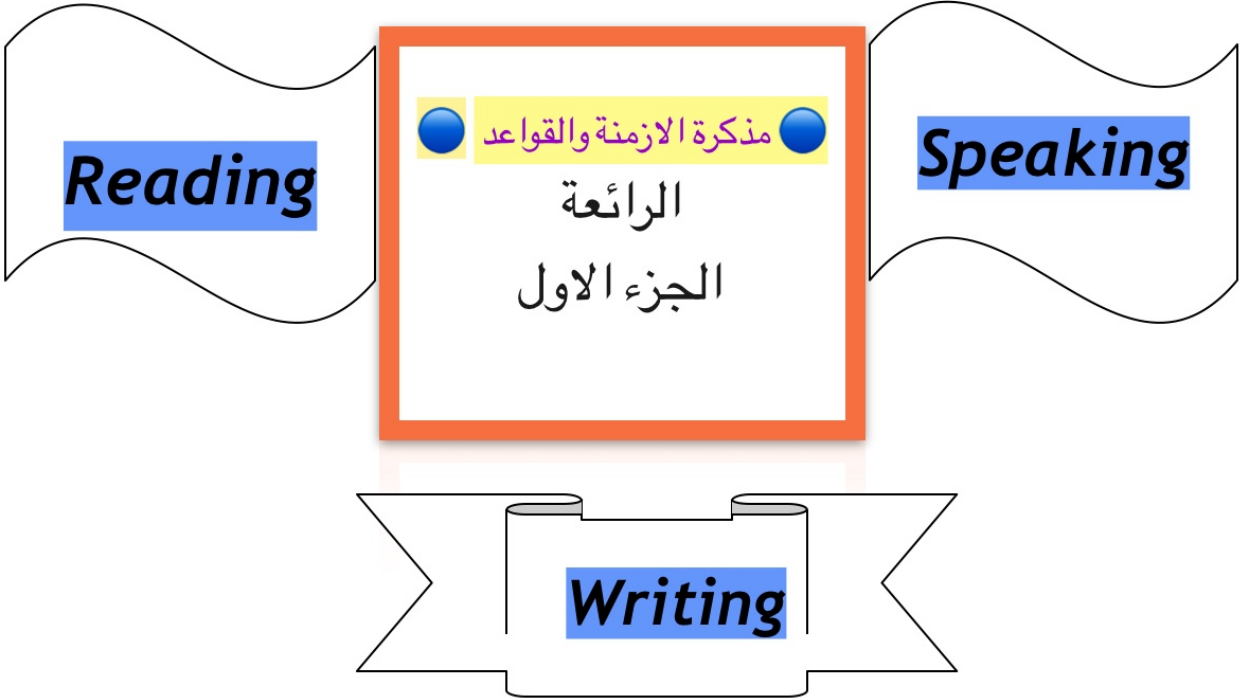 Reading
🔵 مذكرة الازمنة والقواعد 🔵
الرائعة
الجزء الاول
Speaking
Writing